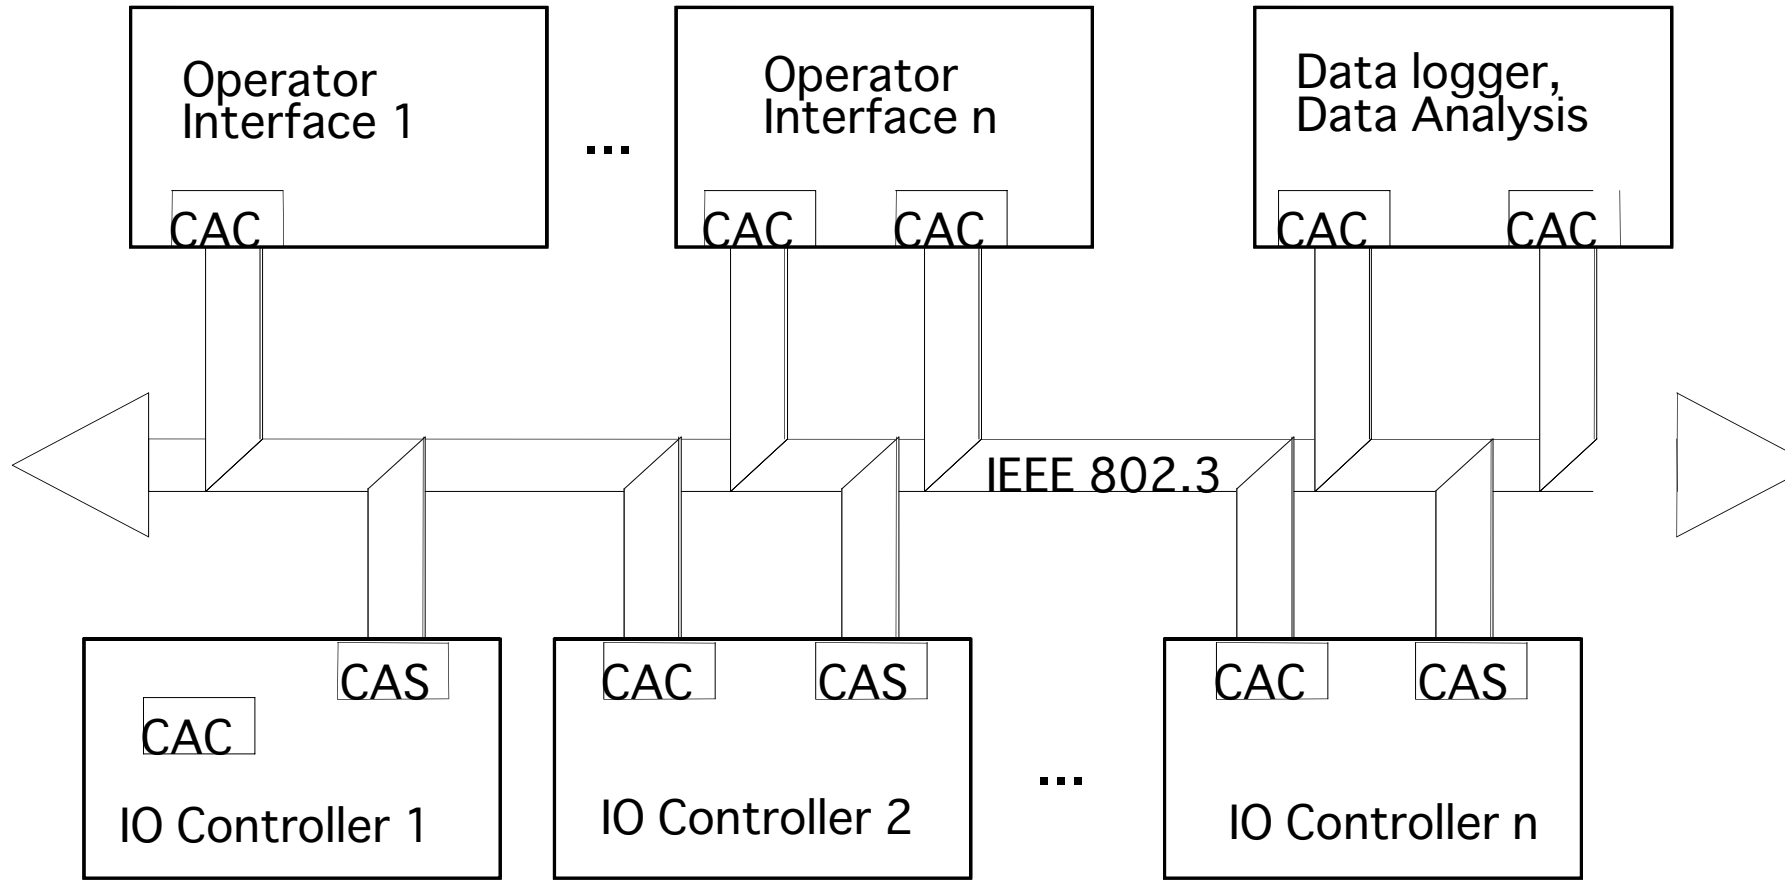 Operator
Interface 1
CAC
...
Operator
Interface n
CAC CAC
Data logger,
Data Analysis
CAC CAC
IEEE 802.3
CAS
CAC
IO Controller 1
CAC CAS
IO Controller 2
...
CAC CAS
IO Controller n